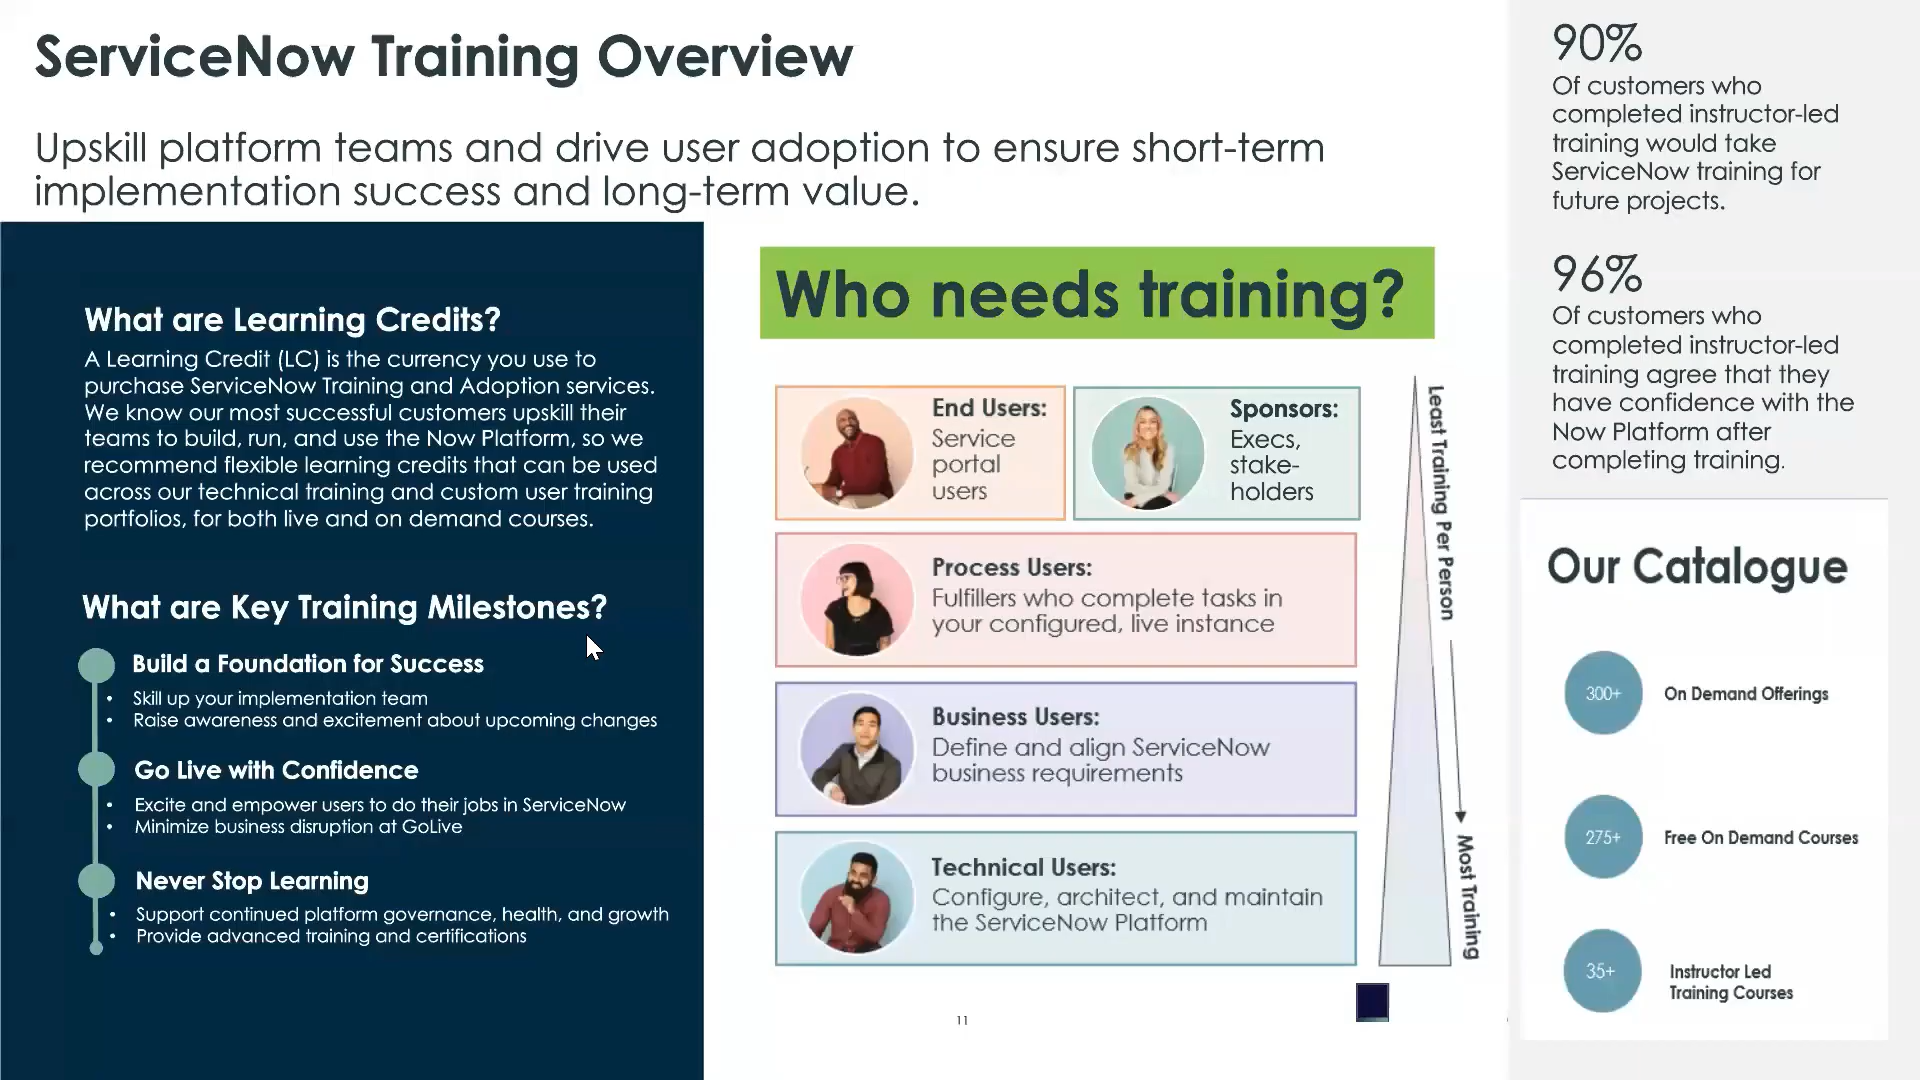 ServiceNow Training Overview
Upskill platform teams and drive user adoption to ensure short-term
implementation success and long-term value.
What are Learning Credits?
A Learning Credit (LC) is the currency you use to
purchase ServiceNow Training and Adoption services.
We know our most successful customers upskill their
teams to build, run, and use the Now Platform, so we
recommend flexible learning credits that can be used
across our technical training and custom user training
portfolios, for both live and on demand courses.
What are Key Training Milestones?
Build a Foundation for Success
• Skill up your implementation team
• Raise awareness and excitement about upcoming changes
Go Live with Confidence
• Excite and empower users to do their jobs in ServiceNow
• Minimize business disruption at GoLive
Never Stop Learning
• Support continued platform governance, health, and growth
• Provide advanced training and certifications
Who needs training?
End Users:
Service
portal
users
Sponsors:
Execs,
stake-
holders
Process Users:
Fulfillers who complete tasks in
your configured, live instance
Business Users:
Define and align ServiceNow
business requirements
Technical Users:
Configure, architect, and maintain
the ServiceNow Platform
Least Training Per Person
Most Training
11
90%
Of customers who
completed instructor-led
training would take
ServiceNow training for
future projects.
96%
Of customers who
completed instructor-led
training agree that they
have confidence with the
Now Platform after
completing training.
Our Catalogue
300+
On Demand Offerings
275+
Free On Demand Courses
35+
Instructor Led
Training Courses